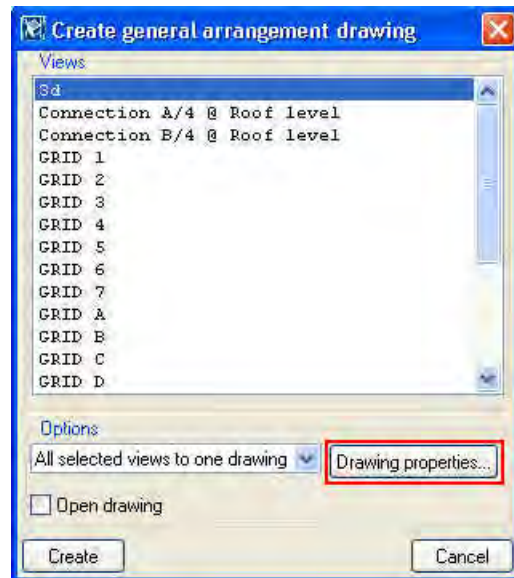 Create general arrangement drawing
Views
3d
Connection A/4 @ Roof level
Connection B/4 @ Roof level
GRID 1
GRID 2
GRID 3
GRID 4
GRID 5
GRID 6
GRID 7
GRID A
GRID B
GRID C
GRID D
Options
All selected views to one drawing Drawing properties...
Open drawing
Create Cancel